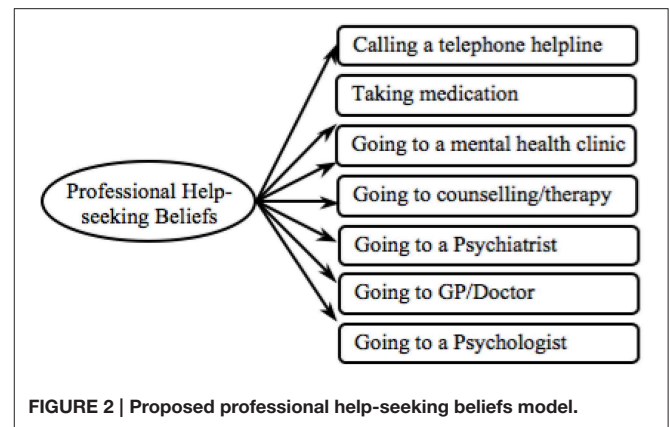 Calling a telephone helpline
Taking medication
Going to a mental health clinic
Professional Help-
seeking Beliefs
Going to counselling/therapy
Going to a Psychiatrist
Going to GP/Doctor
Going to a Psychologist
FIGURE 2 | Proposed professional help-seeking beliefs model.